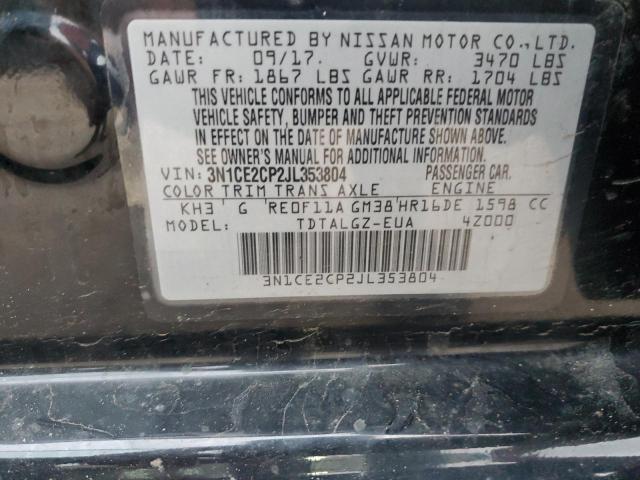 MANUFACTURED BY NISSAN MOTOR CO.,LTD.
DATE: 09/17. GVWR: 3470 LBS
GAWR FR: 1867 LBS GAWR RR: 1704 LBS
THIS VEHICLE CONFORMS TO ALL APPLICABLE FEDERAL MOTOR
VEHICLE SAFETY, BUMPER AND THEFT PREVENTION STANDARDS
IN EFFECT ON THE DATE OF MANUFACTURE SHOWN ABOVE.
SEE OWNER'S MANUAL FOR ADDITIONAL INFORMATION.
VIN: 3N1CE2CP2JL353804 PASSENGER CAR.
COLOR TRIM TRANS AXLE ENGINE
KH3 ' G 'RE0F11A GM38'HR16DE 1598 CC
MODEL: TDTALGZ-EUA 4Z000
3N1CE2CP2JL353804